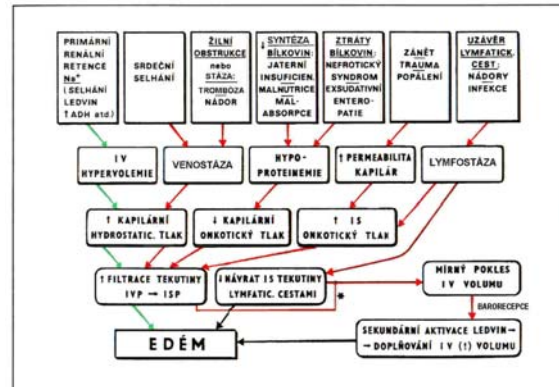 PRIMÁRNÍ
RENÁLNÍ
RETENCE
Na⁺
(SELHÁNÍ
LEDVIN
↑ ADH atd.)
SRDEČNÍ
SELHÁNÍ
ŽILNÍ
OBSTRUKCE
nebo
STÁZA:
TROMBÓZA
NÁDOR
↓ SYNTÉZA
BÍLKOVIN:
JATERNÍ
INSUFICIEN.
MALNUTRICE
MAL-
ABSORPCE
ZTRÁTY
BÍLKOVIN:
NEFROTICKÝ
SYNDROM
EXSUDATIVNÍ
ENTERO-
PATIE
ZÁNĚT
TRAUMA
POPÁLENÍ
UZÁVĚR
LYMFATICK.
CEST:
NÁDORY
INFEKCE
IV
HYPERVOLEMIE
VENOSTÁZA
HYPO-
PROTEINEMIE
↑ PERMEABILITA
KAPILÁR
LYMFOSTÁZA
↑ KAPILÁRNÍ
HYDROSTATIC. TLAK
↓ KAPILÁRNÍ
ONKOTICKÝ TLAK
↑ IS
ONKOTICKÝ TLAK
↑ FILTRACE TEKUTINY
IVP → ISP
↓ NÁVRAT IS TEKUTINY
LYMFATIC. CESTAMI
*
MÍRNÝ POKLES
IV VOLUMU
BARORECEPCE
EDÉM
SEKUNDÁRNÍ AKTIVACE LEDVIN→
→ DOPLŇOVÁNÍ IV (!) VOLUMU